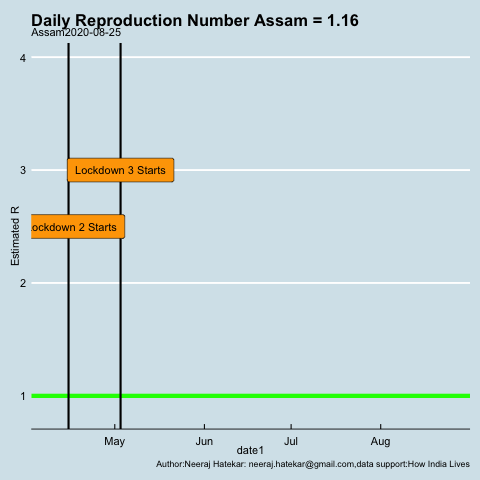 Daily Reproduction Number Assam = 1.16
Assam2020-08-25
4
Lockdown 3 Starts
3
ockdown 2 Starts
Estimated R
2
1
May Jun Jul Aug
date1
Author:Neeraj Hatekar: neeraj.hatekar@gmail.com,data support:How India Lives